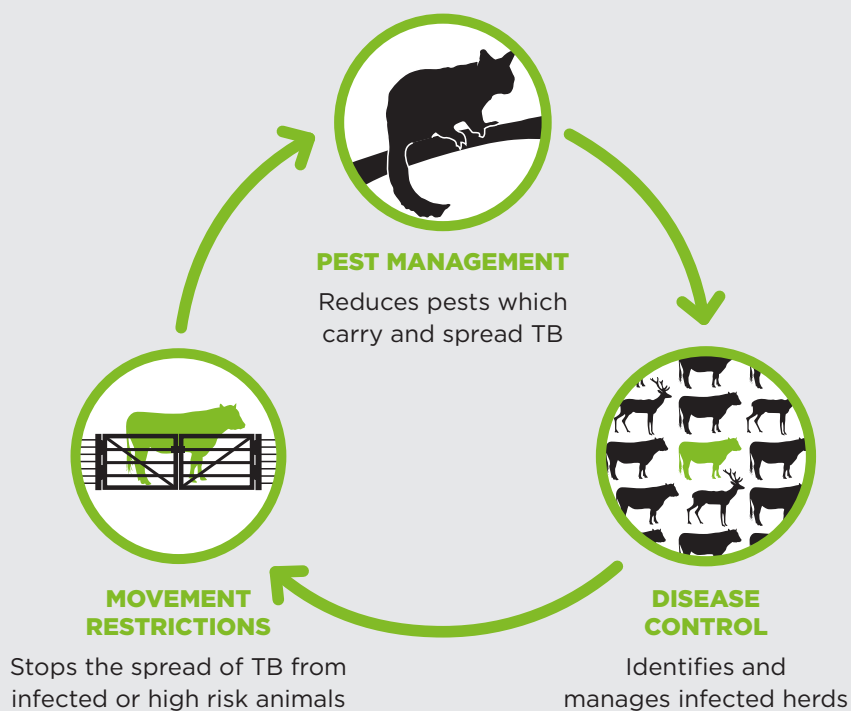 PEST MANAGEMENT
Reduces pests which
carry and spread TB
MOVEMENT
RESTRICTIONS
Stops the spread of TB from
infected or high risk animals
DISEASE
CONTROL
Identifies and
manages infected herds